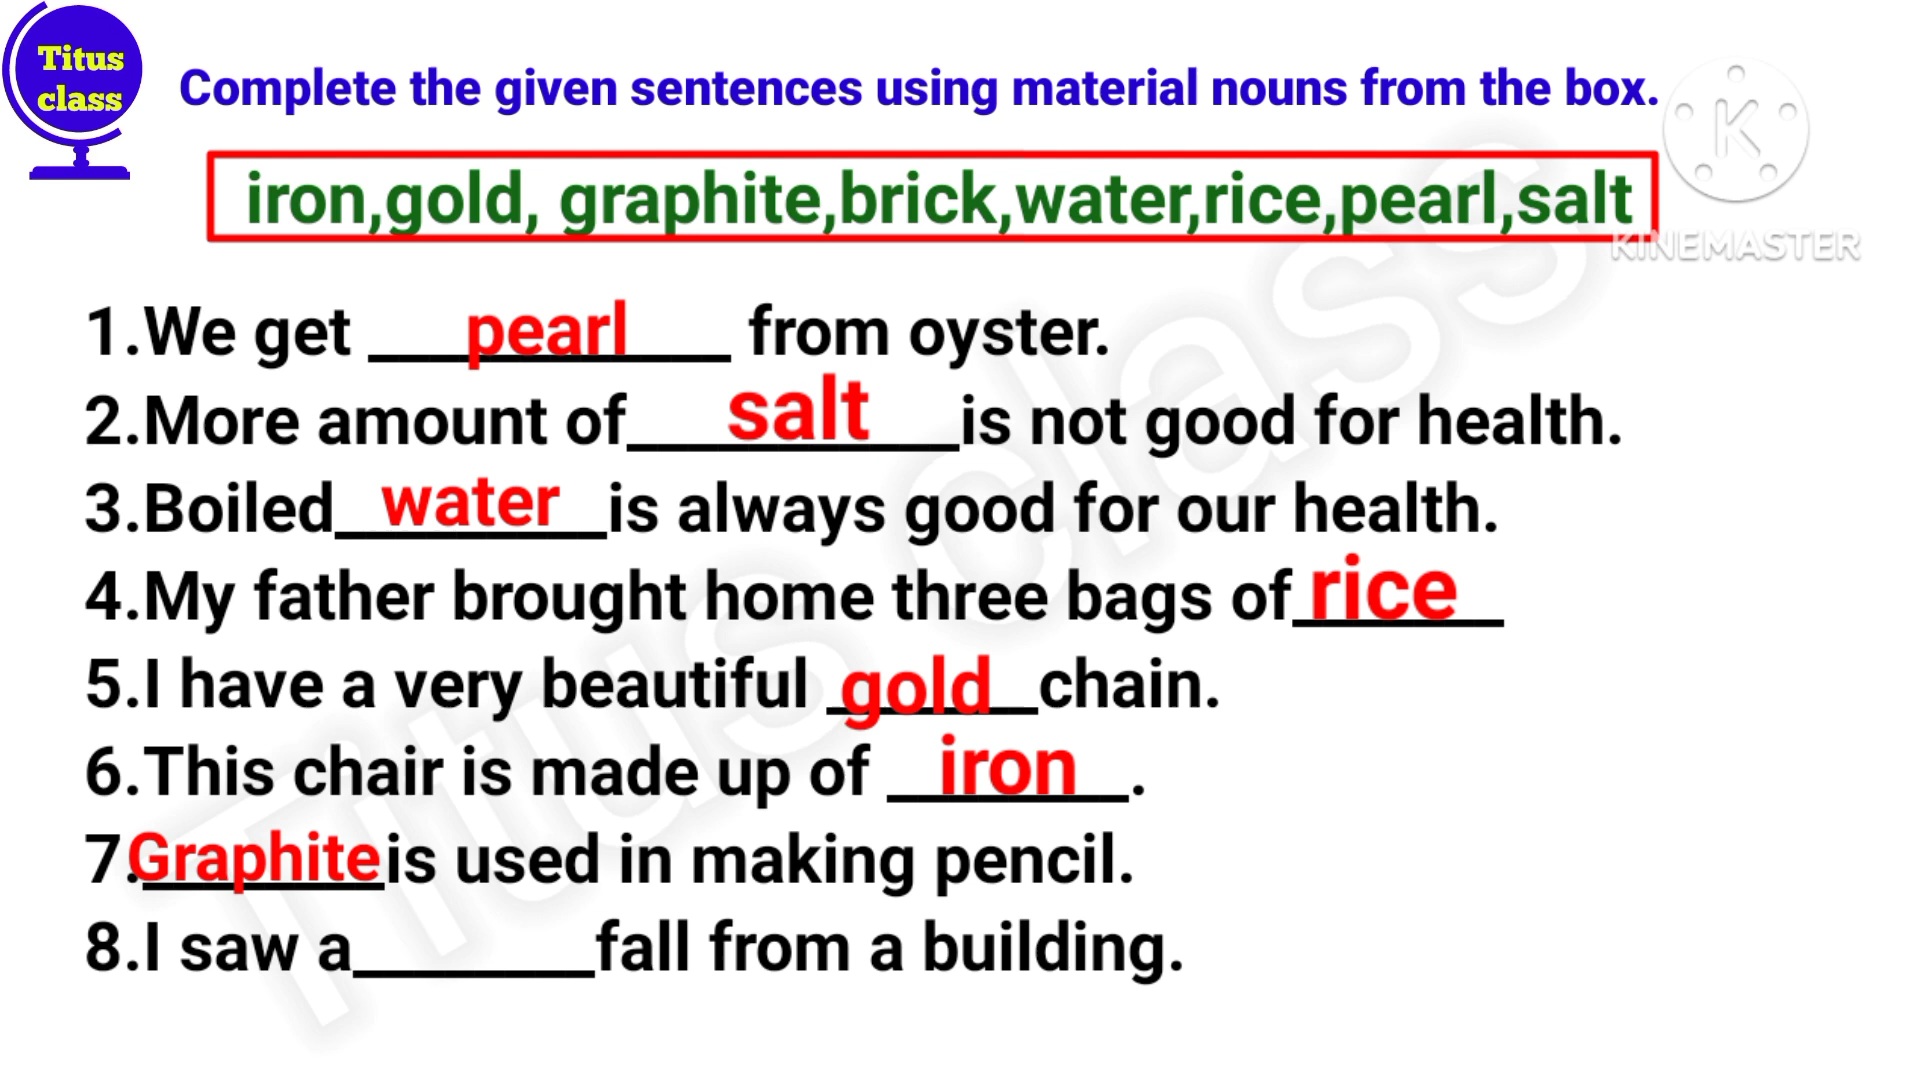 Titus
class
Complete the given sentences using material nouns from the box.
K
KINEMASTER
iron,gold, graphite,brick,water,rice,pearl,salt
1.We get pearl from oyster.
2.More amount of salt is not good for health.
3.Boiled water is always good for our health.
4.My father brought home three bags of rice
5.I have a very beautiful gold chain.
6.This chair is made up of iron.
7.Graphite is used in making pencil.
8.I saw a________fall from a building.
Titus class